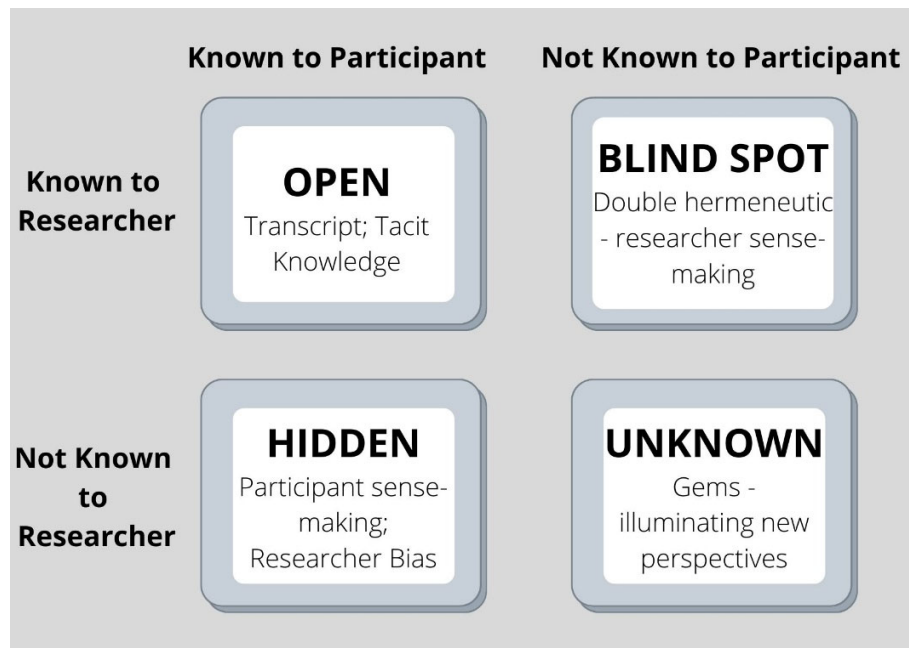 Known to Participant
Not Known to Participant
Known to
Researcher
OPEN
Transcript; Tacit
Knowledge
BLIND SPOT
Double hermeneutic
- researcher sense-
making
Not Known
to
Researcher
HIDDEN
Participant sense-
making;
Researcher Bias
UNKNOWN
Gems -
illuminating new
perspectives